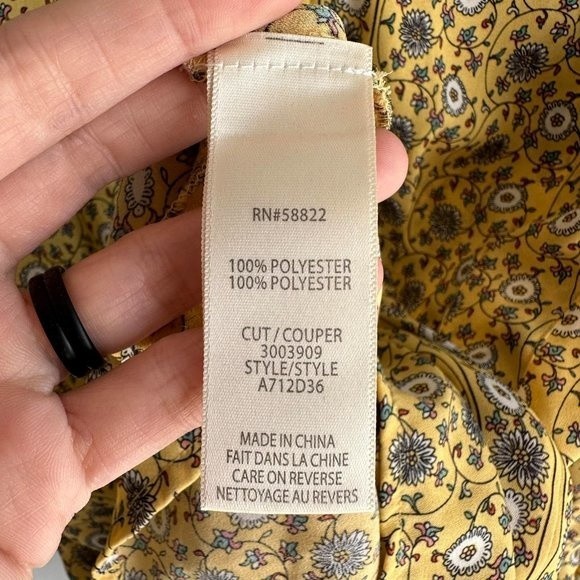 RN#58822
100% POLYESTER
100% POLYESTER
CUT / COUPER
3003909
STYLE/STYLE
A712D36
MADE IN CHINA
FAIT DANS LA CHINE
CARE ON REVERSE
NETTOYAGE AU REVERS